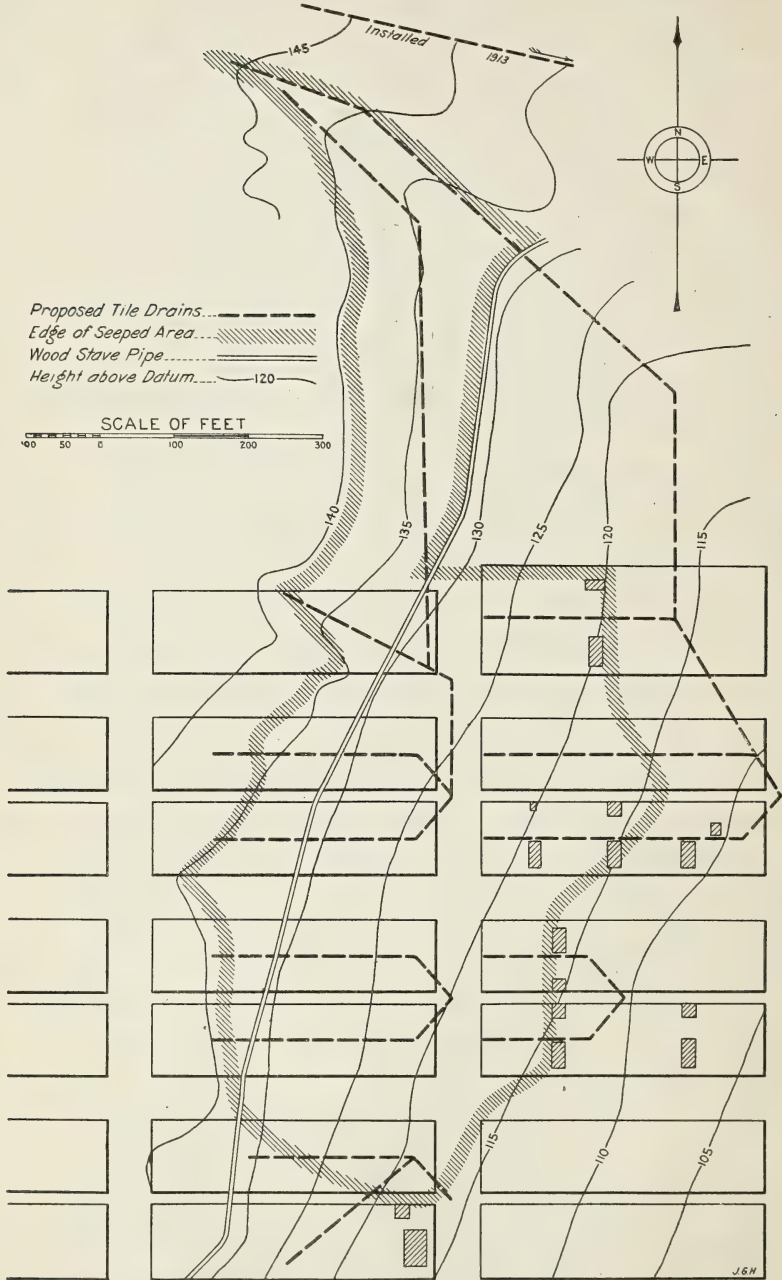 145
Installed 1913
N
W E
S
Proposed Tile Drains
Edge of Seeped Area
Wood Stave Pipe
Height above Datum 120
SCALE OF FEET
100 50 0 100 200 300
140
135
130
125
120
115
115
110
105
J.G.H